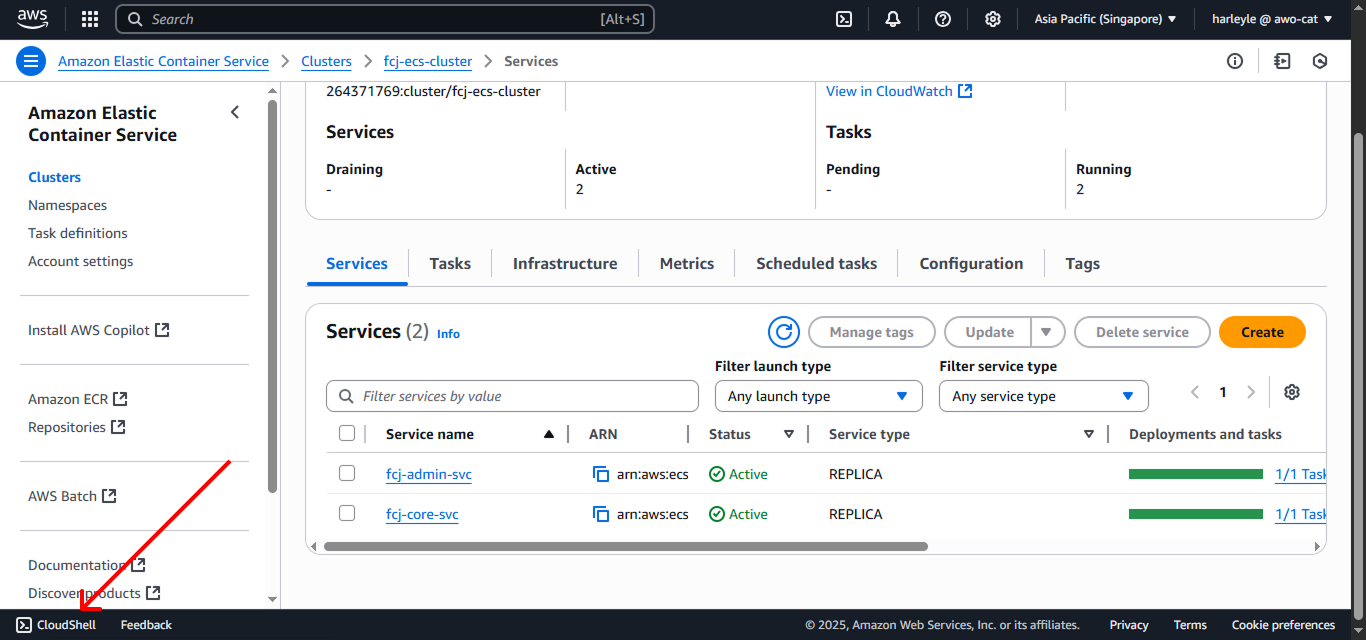 aws Search [Alt+S] Asia Pacific (Singapore) harleyle @ awo-cat
Amazon Elastic Container Service Clusters fcj-ecs-cluster Services
Amazon Elastic
Container Service
Clusters
Namespaces
Task definitions
Account settings
Install AWS Copilot
Amazon ECR
Repositories
AWS Batch
Documentation
Discover products
264371769:cluster/fcj-ecs-cluster View in CloudWatch
Services Tasks
Draining Active Pending Running
- 2 - 2
Services Tasks Infrastructure Metrics Scheduled tasks Configuration Tags
Services (2) Info Manage tags Update Delete service Create
Filter launch type Filter service type
Filter services by value Any launch type Any service type 1
Service name ARN Status Service type Deployments and tasks
fcj-admin-svc arn:aws:ecs Active REPLICA 1/1 Task
fcj-core-svc arn:aws:ecs Active REPLICA 1/1 Task
CloudShell Feedback © 2025, Amazon Web Services, Inc. or its affiliates. Privacy Terms Cookie preferences